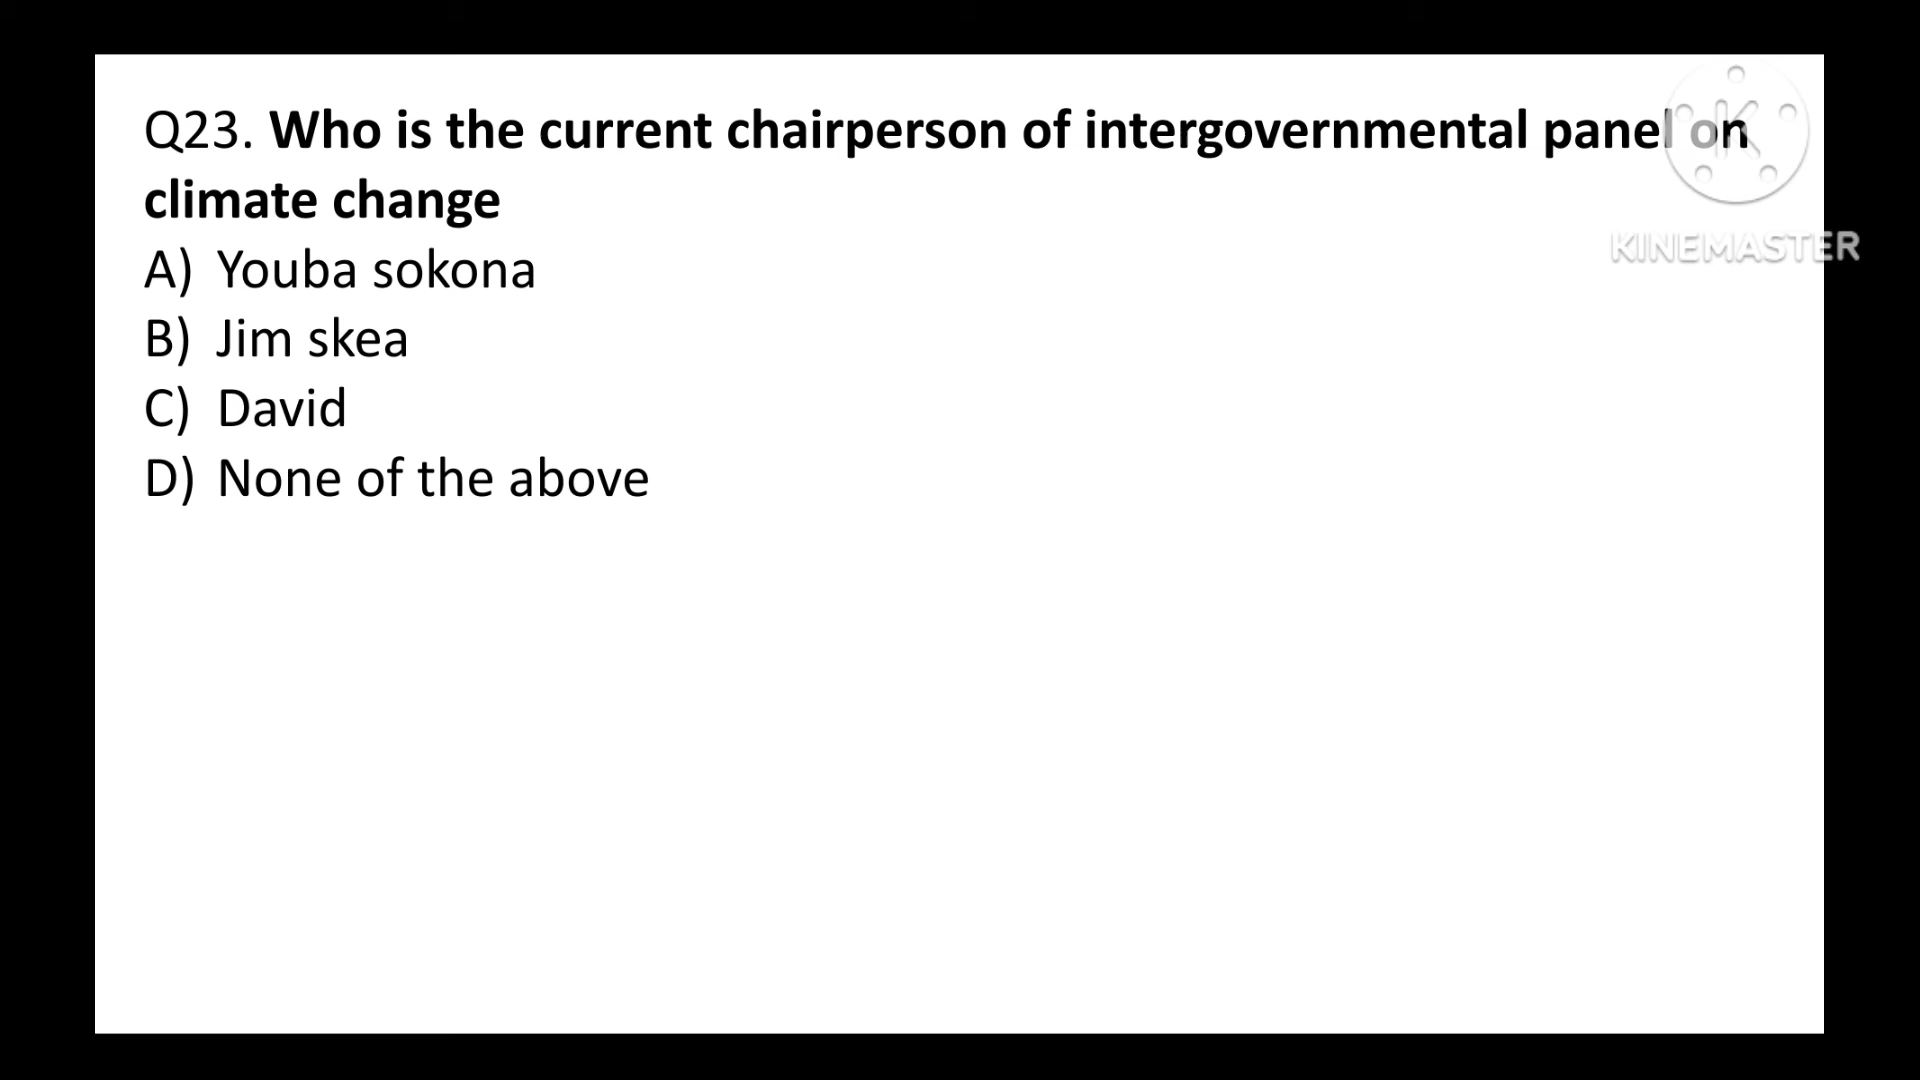 Q23. Who is the current chairperson of intergovernmental panel on
climate change
A) Youba sokona
B) Jim skea
C) David
D) None of the above
K
KINEMASTER